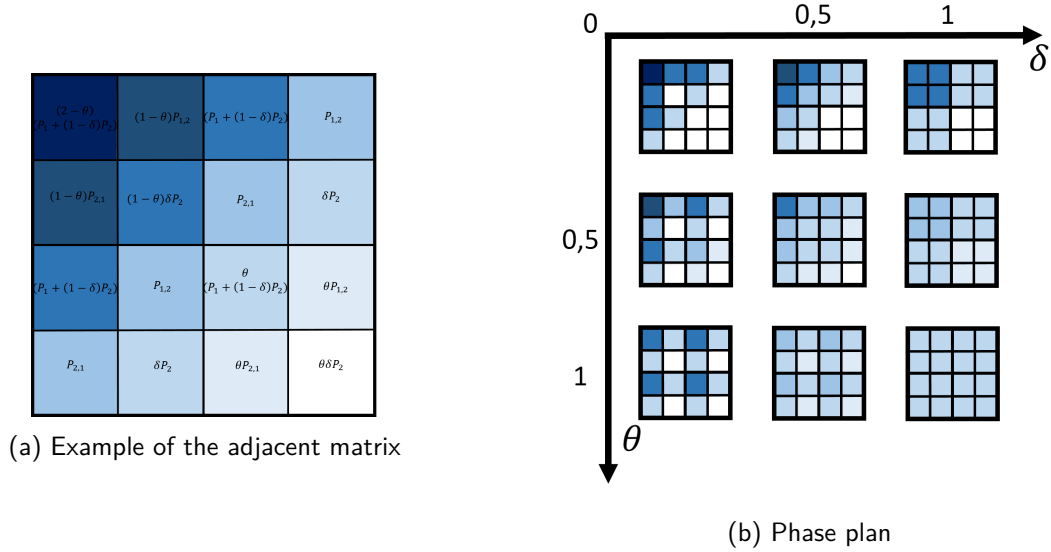 (2−θ)
(P₁+(1−δ)P₂)
(1−θ)P₁,₂
(P₁+(1−δ)P₂)
P₁,₂
(1−θ)P₂,₁
(1−θ)δP₂
P₂,₁
δP₂
(P₁+(1−δ)P₂)
P₁,₂
θ
(P₁+(1−δ)P₂)
θP₁,₂
P₂,₁
δP₂
θP₂,₁
θδP₂
(a) Example of the adjacent matrix
0
0,5
1
δ
0,5
1
θ
(b) Phase plan